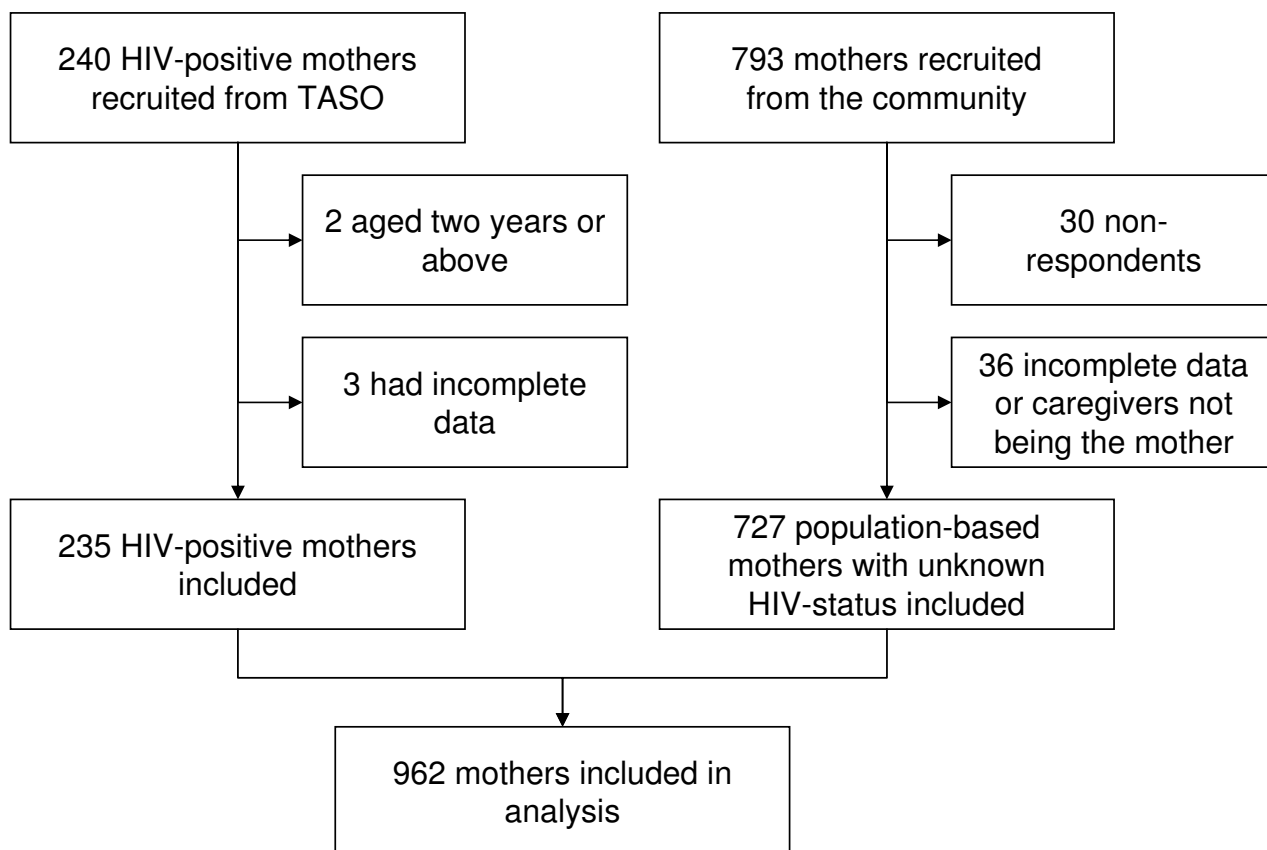 240 HIV-positive mothers
recruited from TASO
793 mothers recruited
from the community
2 aged two years or
above
30 non-
respondents
3 had incomplete
data
36 incomplete data
or caregivers not
being the mother
235 HIV-positive mothers
included
727 population-based
mothers with unknown
HIV-status included
962 mothers included in
analysis